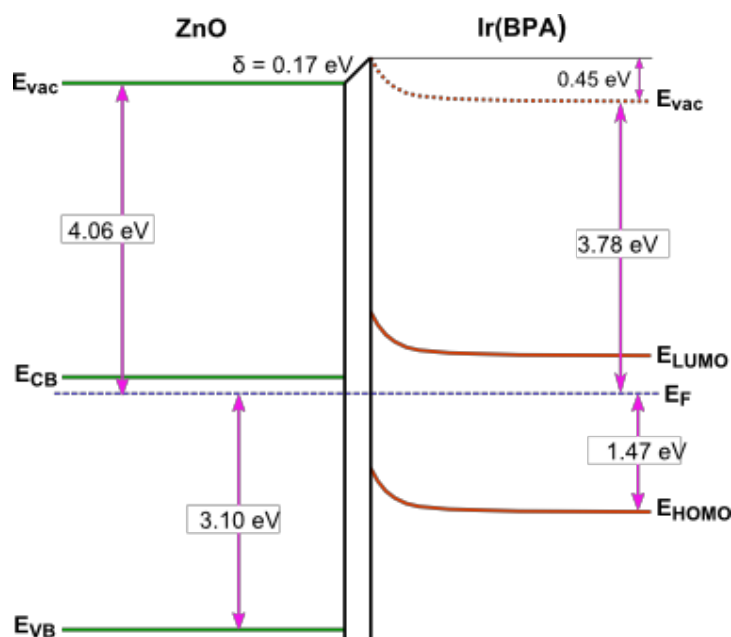 ZnO
Ir(BPA)
δ = 0.17 eV
0.45 eV
Evac
Evac
4.06 eV
3.78 eV
ECB
ELUMO
EF
1.47 eV
3.10 eV
EHOMO
EVB